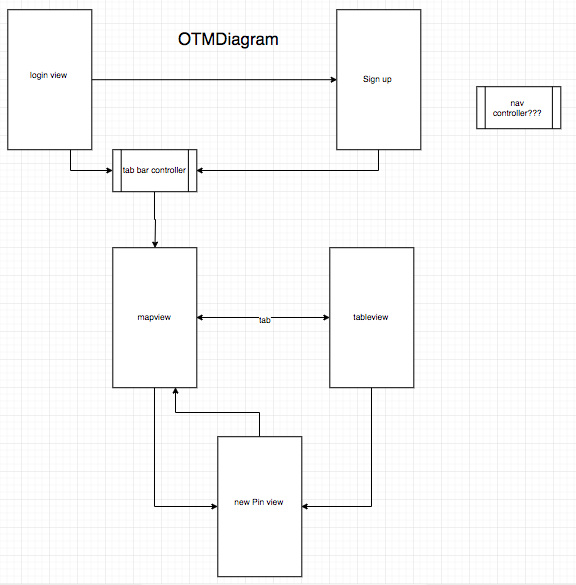 OTMDiagram
login view
Sign up
nav
controller???
tab bar controller
mapview
tab
tableview
new Pin view